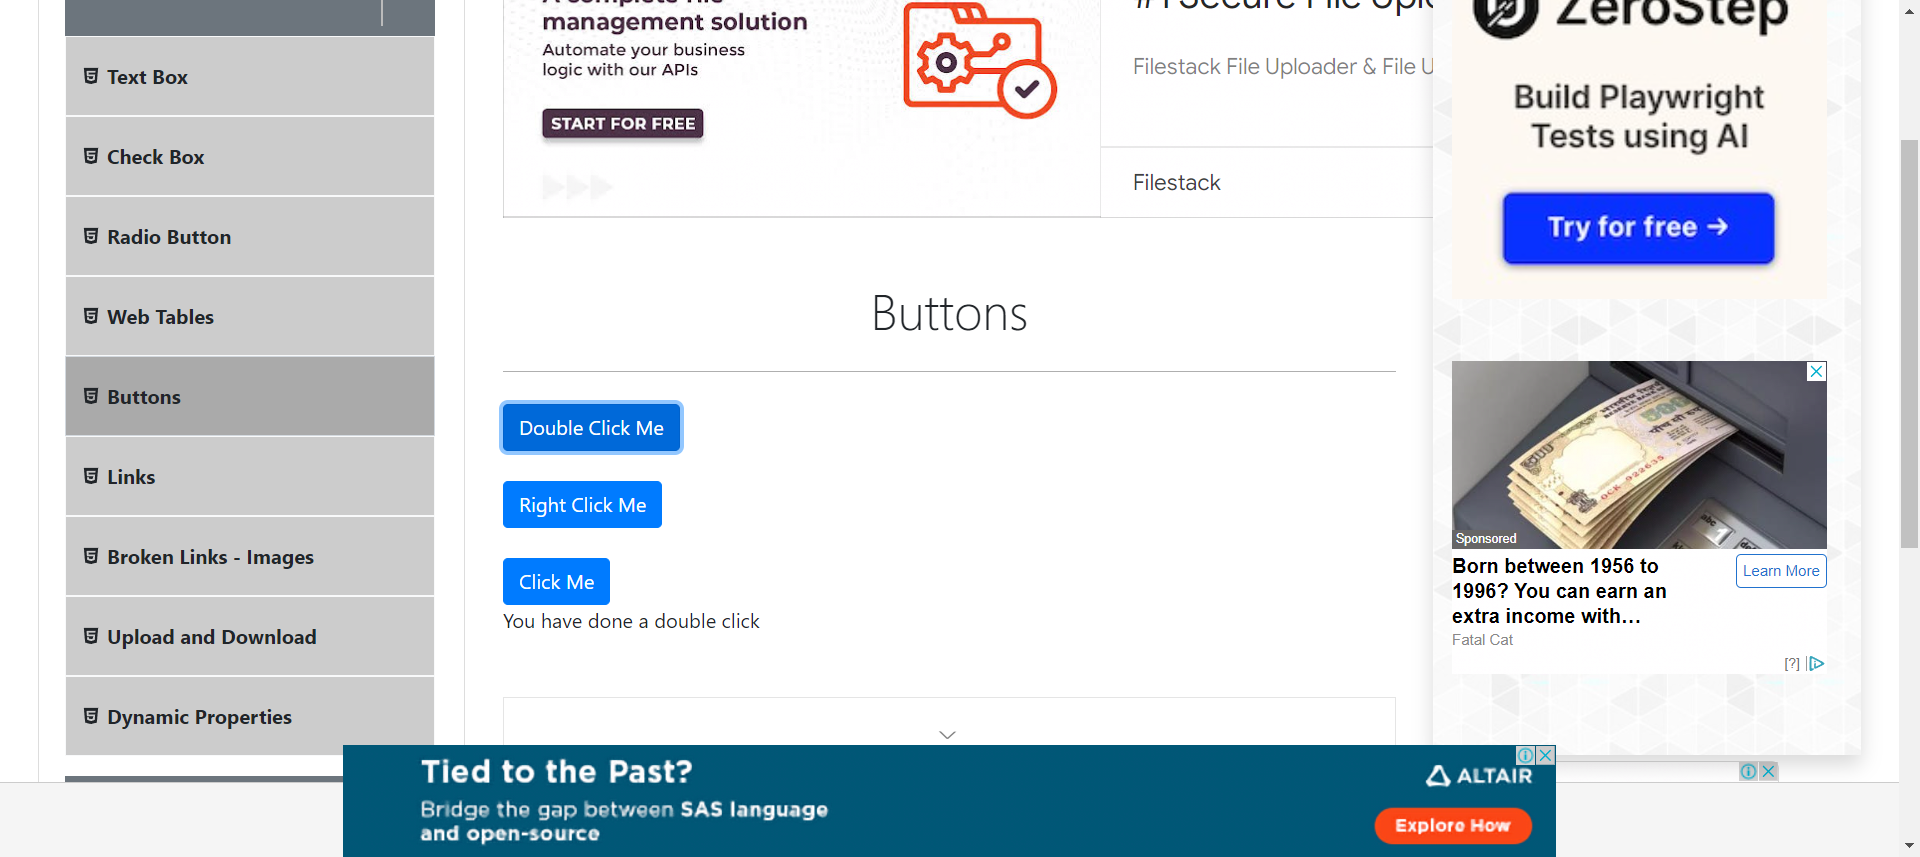 Text Box
Check Box
Radio Button
Web Tables
Buttons
Links
Broken Links - Images
Upload and Download
Dynamic Properties
A complete file
management solution
Automate your business
logic with our APIs
START FOR FREE
#1 Secure File
Filestack File Uploader & File U
Filestack
Buttons
Double Click Me
Right Click Me
Click Me
You have done a double click
ZeroStep
Build Playwright
Tests using AI
Try for free →
Sponsored
Born between 1956 to
1996? You can earn an
extra income with...
Fatal Cat
Learn More
[?]
Tied to the Past?
Bridge the gap between SAS language
and open-source
ALTAIR
Explore How